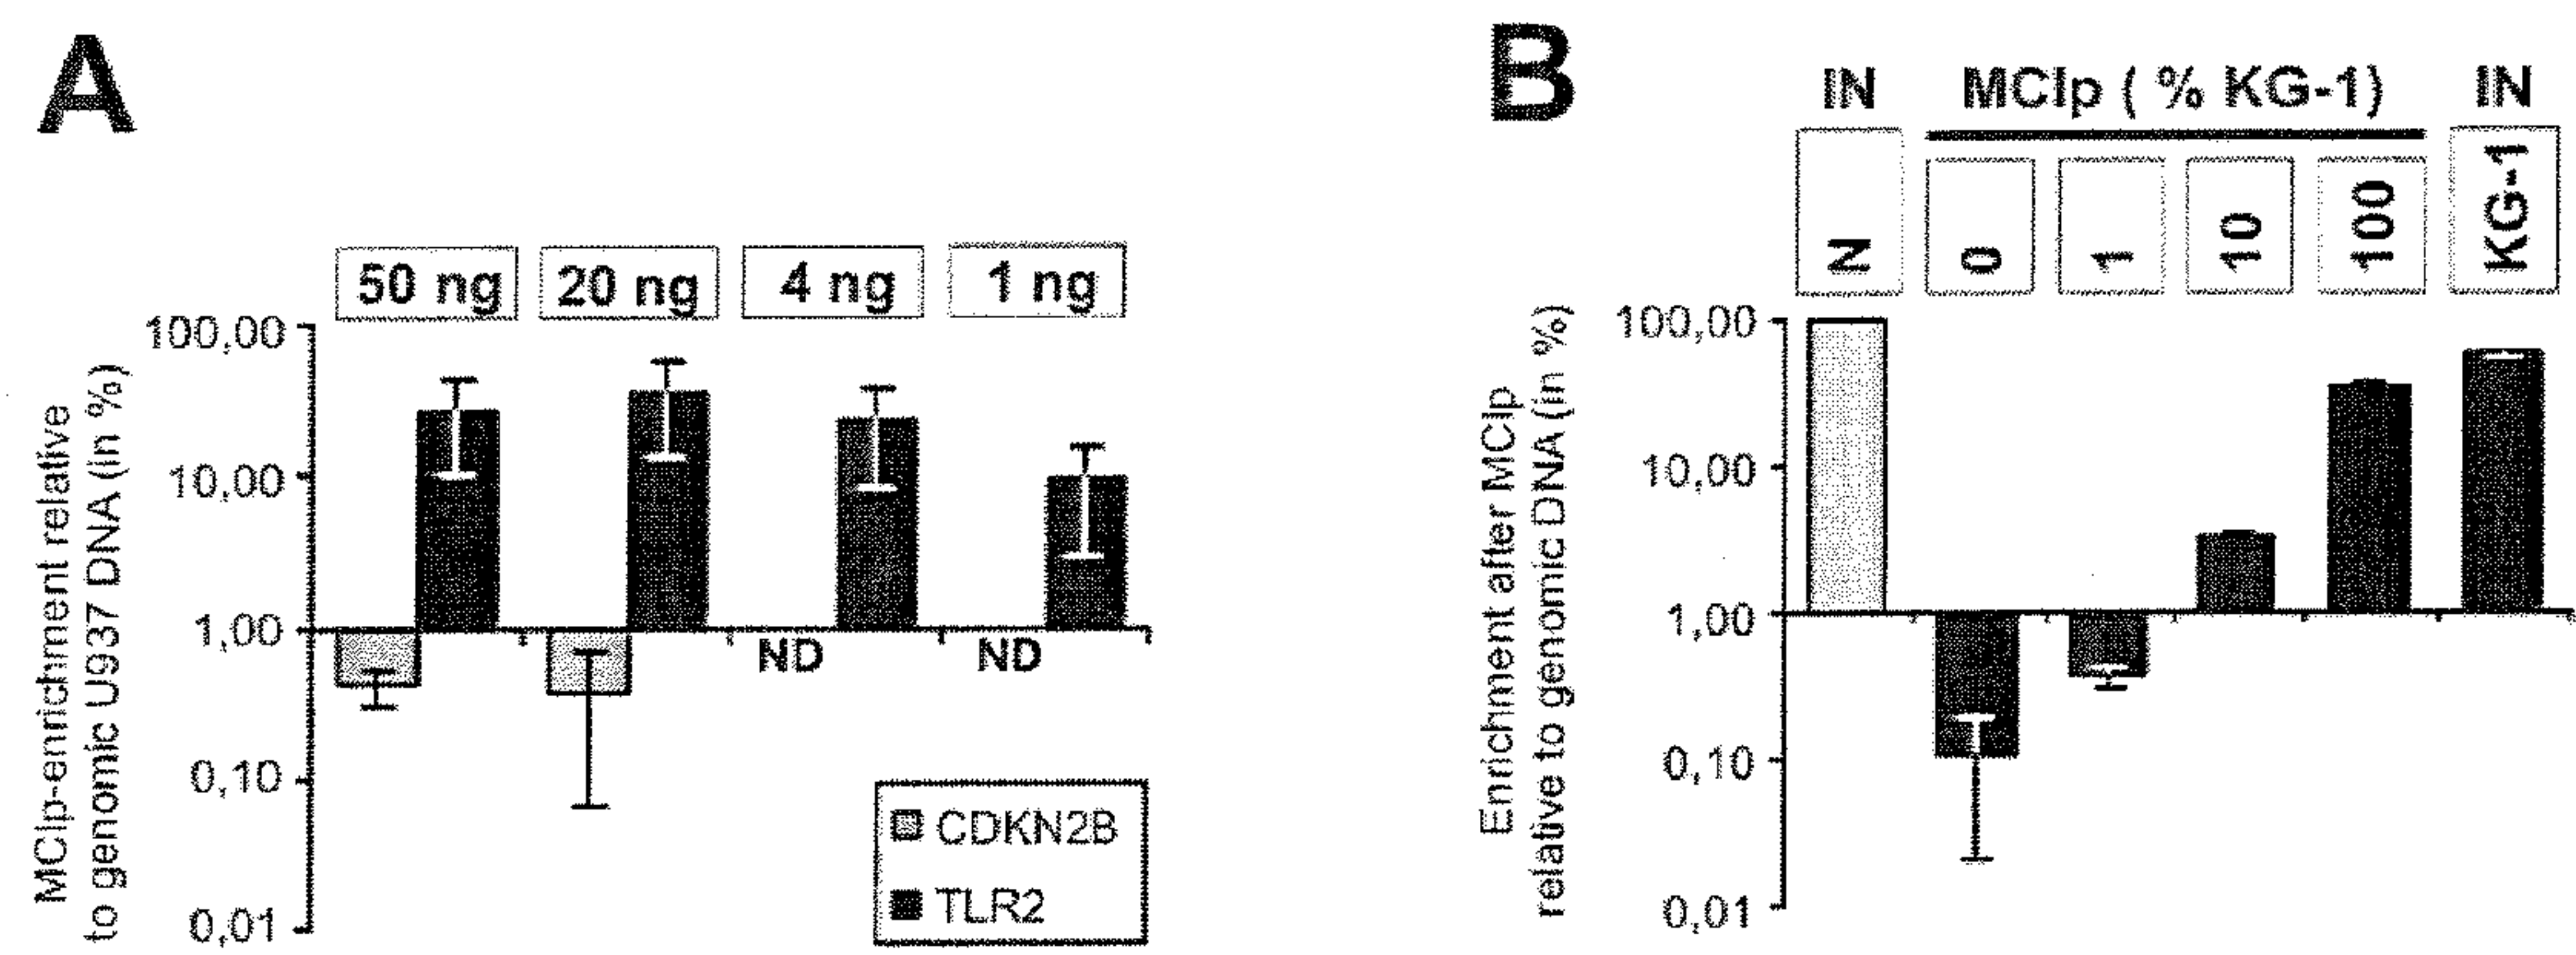 A
50 ng 20 ng 4 ng 1 ng
MCIp-enrichment relative
to genomic U937 DNA (in %)
100,00
10,00
1,00
0,10
0,01
ND ND
CDKN2B
TLR2
B
IN MCIp ( % KG-1) IN
N 0 1 10 100 KG-1
Enrichment after MCIp
relative to genomic DNA (in %)
100,00
10,00
1,00
0,10
0,01